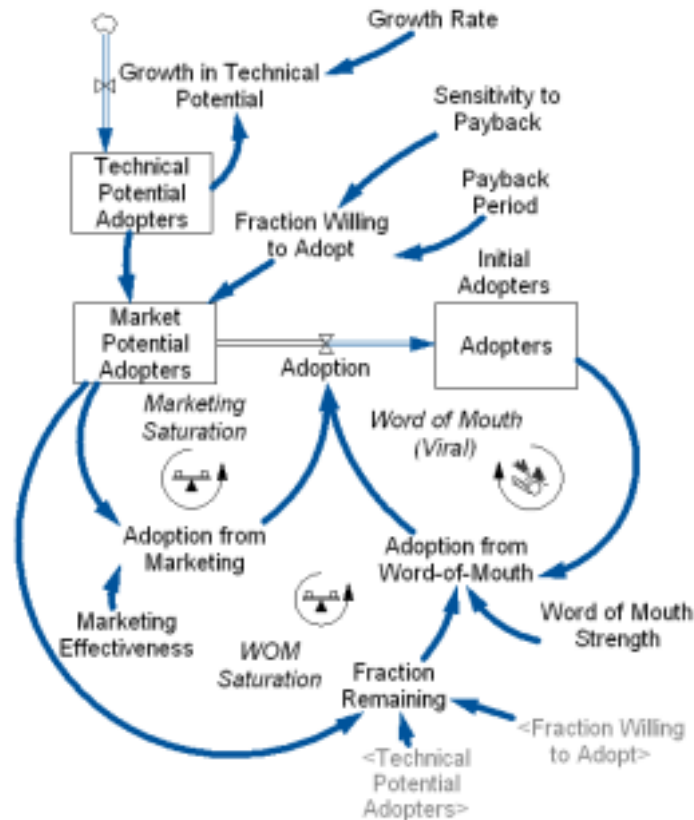 Growth Rate
Growth in Technical
Potential
Sensitivity to
Payback
Technical
Potential
Adopters
Payback
Period
Fraction Willing
to Adopt
Initial
Adopters
Market
Potential
Adopters
Adoption
Adopters
Marketing
Saturation
Word of Mouth
(Viral)
Adoption from
Marketing
Adoption from
Word-of-Mouth
Marketing
Effectiveness
Word of Mouth
Strength
WOM
Saturation
Fraction
Remaining
<Fraction Willing
to Adopt>
<Technical
Potential
Adopters>